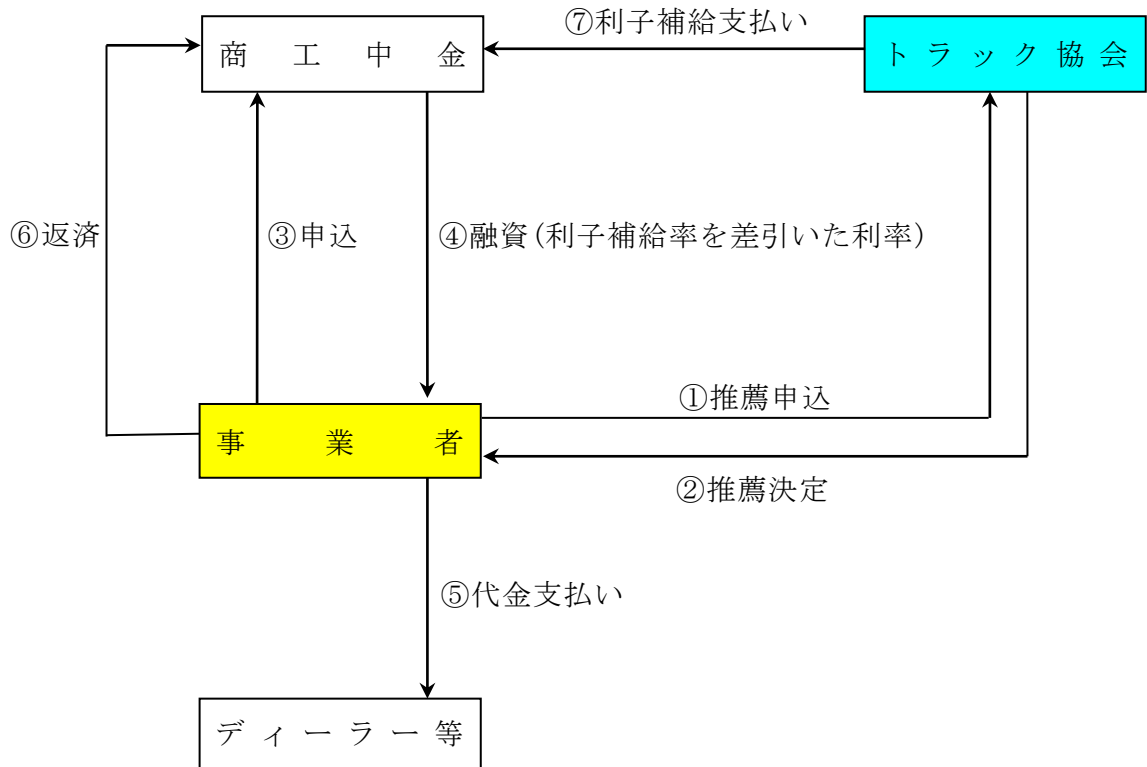 ⑦利子補給支払い
商工中金
トラック協会
⑥返済
③申込
④融資(利子補給率を差引いた利率)
①推薦申込
事業者
②推薦決定
⑤代金支払い
ディーラー等